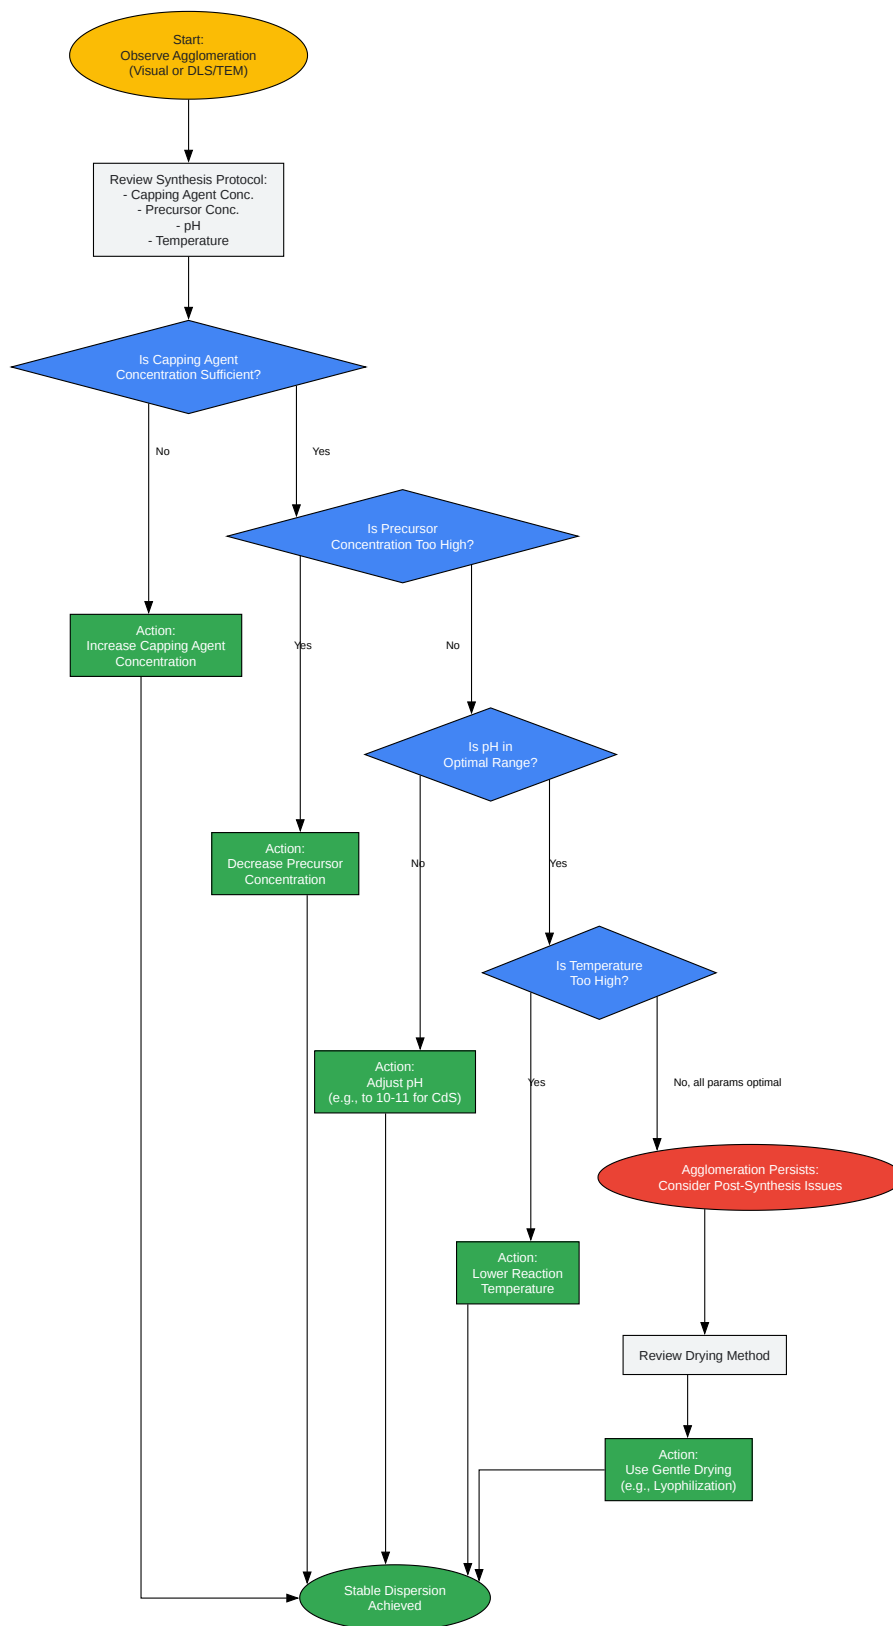 Start:
Observe Agglomeration
(Visual or DLS/TEM)
Review Synthesis Protocol:
- Capping Agent Conc.
- Precursor Conc.
- pH
- Temperature
Is Capping Agent
Concentration Sufficient?
No
Yes
Is Precursor
Concentration Too High?
Action:
Increase Capping Agent
Concentration
Yes
No
Is pH in
Optimal Range?
Action:
Decrease Precursor
Concentration
No
Yes
Is Temperature
Too High?
Action:
Adjust pH
(e.g., to 10-11 for CdS)
Yes
No, all params optimal
Agglomeration Persists:
Consider Post-Synthesis Issues
Action:
Lower Reaction
Temperature
Review Drying Method
Action:
Use Gentle Drying
(e.g., Lyophilization)
Stable Dispersion
Achieved